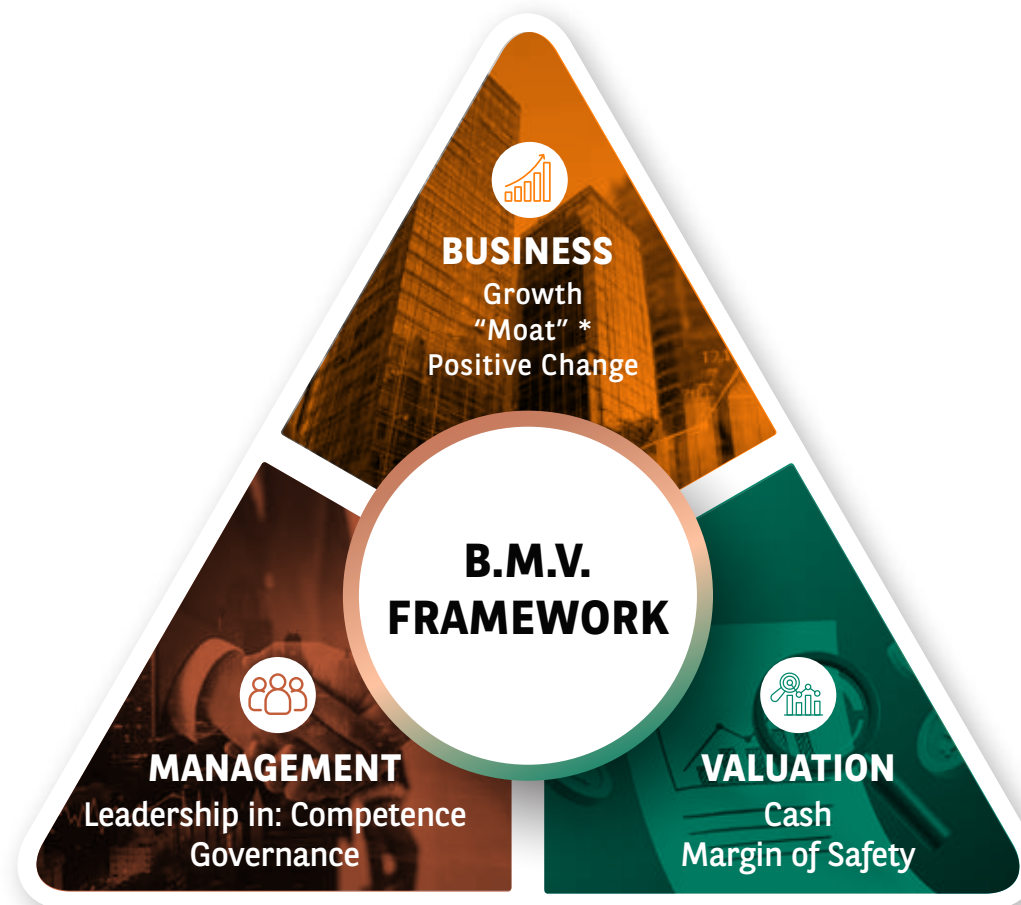 BUSINESS
Growth
“Moat” *
Positive Change
B.M.V.
FRAMEWORK
MANAGEMENT
Leadership in: Competence
Governance
VALUATION
Cash
Margin of Safety